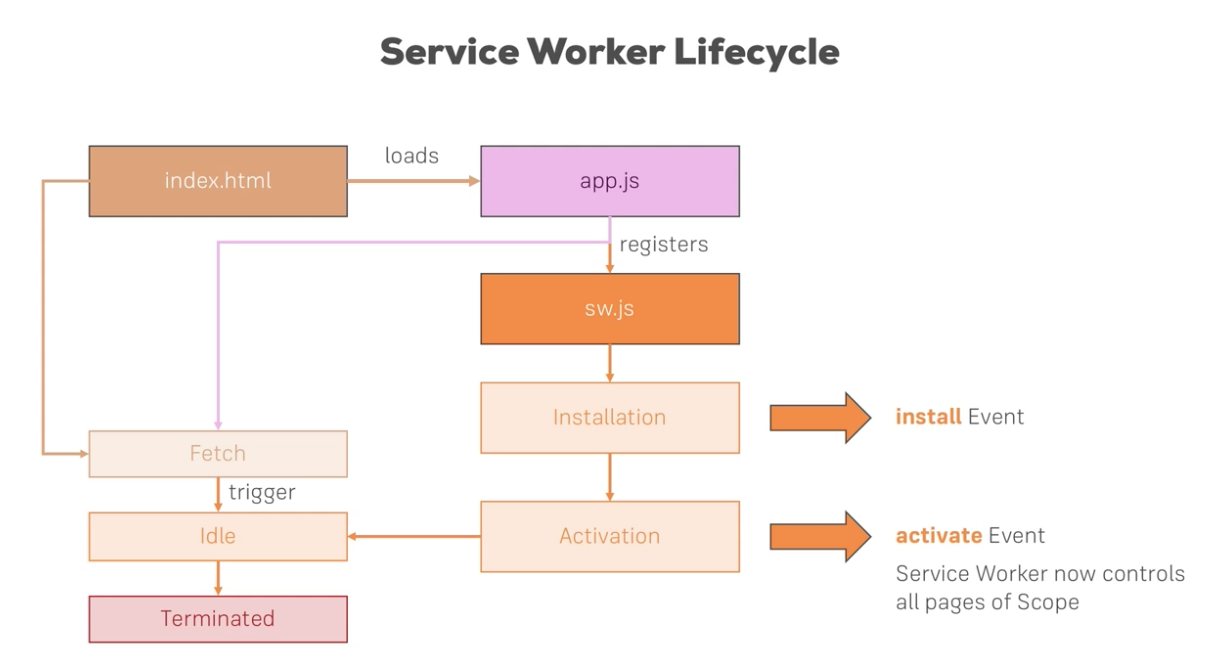 Service Worker Lifecycle
index.html
loads
app.js
registers
sw.js
Installation
install Event
Fetch
trigger
Idle
Activation
activate Event
Service Worker now controls
all pages of Scope
Terminated